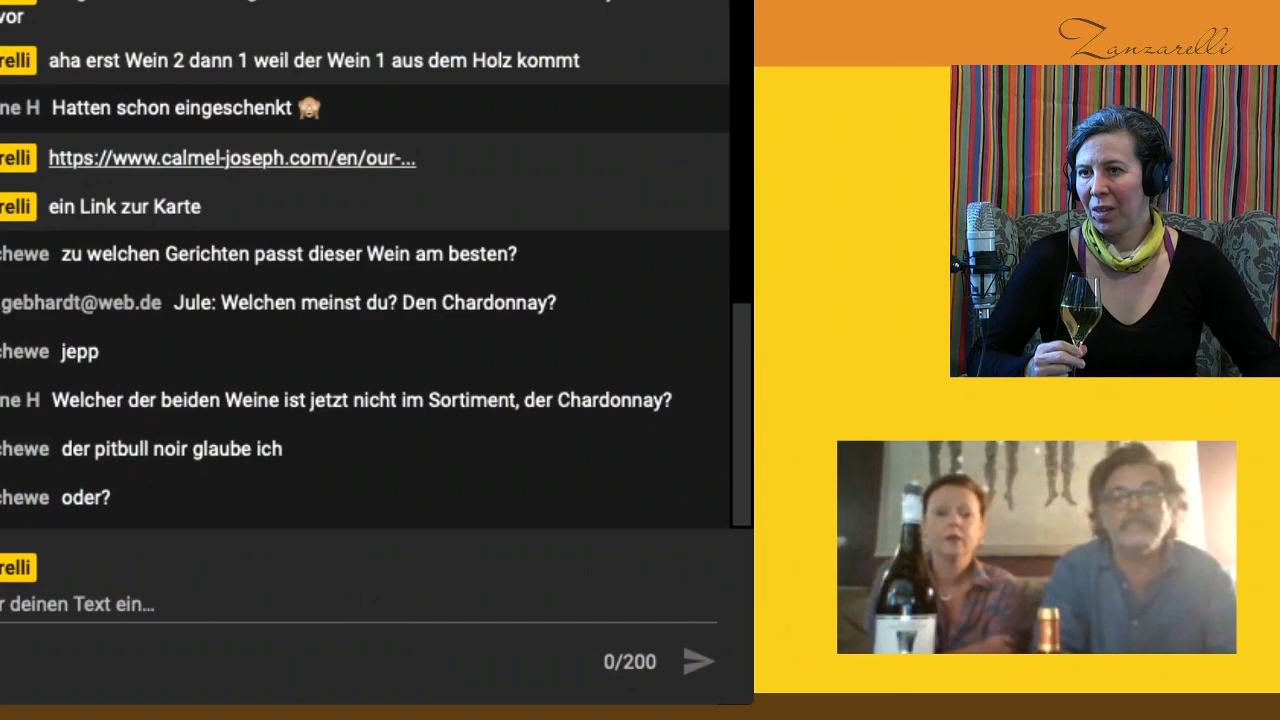 vor
relli aha erst Wein 2 dann 1 weil der Wein 1 aus dem Holz kommt
ne H Hatten schon eingeschenkt 🙈
relli https://www.calmel-joseph.com/en/our-...
relli ein Link zur Karte
chewe zu welchen Gerichten passt dieser Wein am besten?
gebhardt@web.de Jule: Welchen meinst du? Den Chardonnay?
chewe jepp
ne H Welcher der beiden Weine ist jetzt nicht im Sortiment, der Chardonnay?
chewe der pitbull noir glaube ich
chewe oder?
relli
r deinen Text ein...
0/200
Zanzarelli